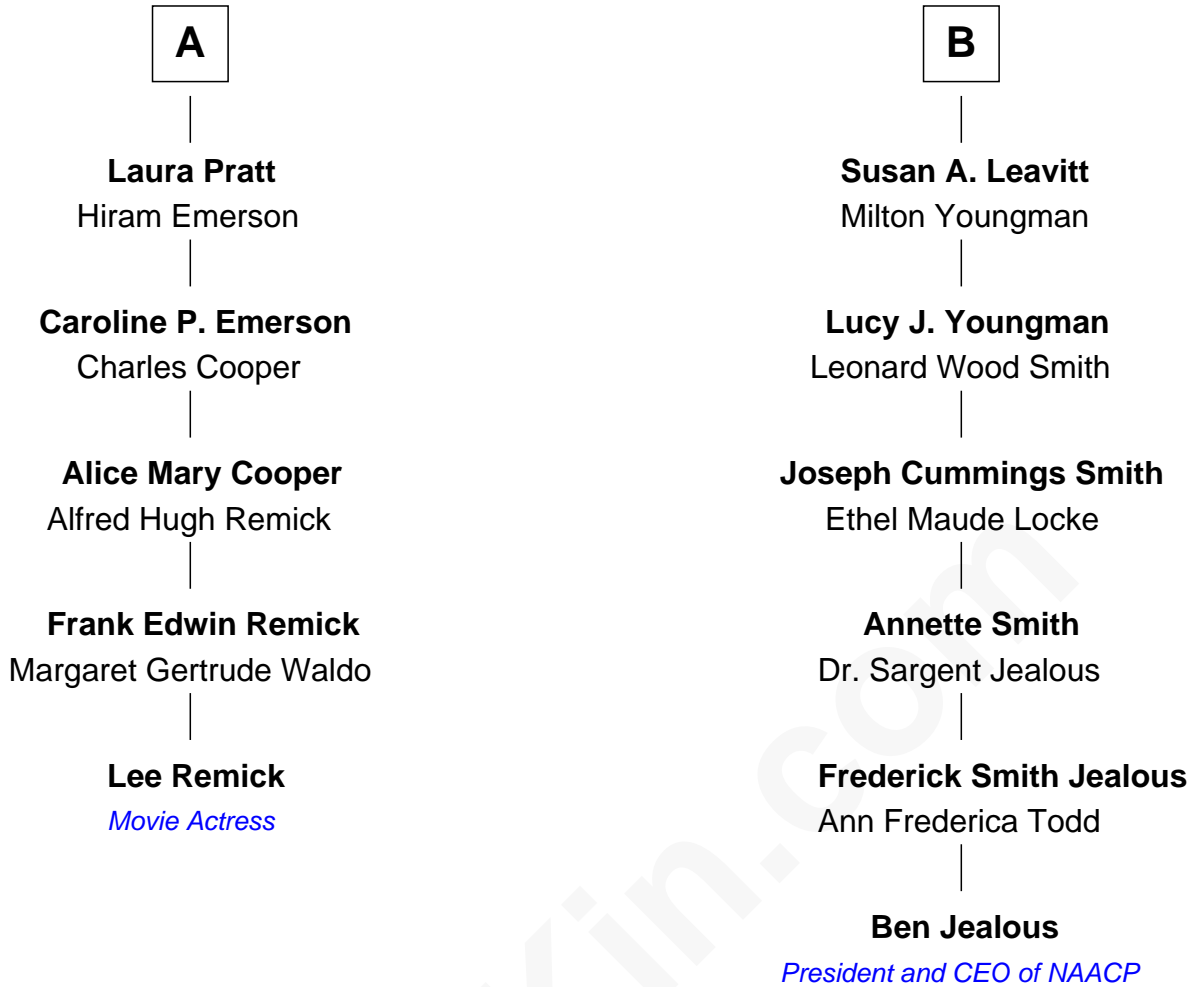 A
Laura Pratt
Hiram Emerson
Caroline P. Emerson
Charles Cooper
Alice Mary Cooper
Alfred Hugh Remick
Frank Edwin Remick
Margaret Gertrude Waldo
Lee Remick
Movie Actress
B
Susan A. Leavitt
Milton Youngman
Lucy J. Youngman
Leonard Wood Smith
Joseph Cummings Smith
Ethel Maude Locke
Annette Smith
Dr. Sargent Jealous
Frederick Smith Jealous
Ann Frederica Todd
Ben Jealous
President and CEO of NAACP
Kin.com